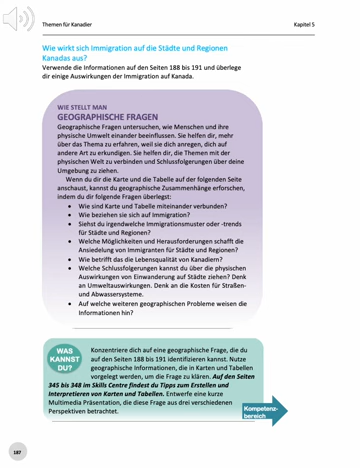 Themen für Kanadier
Kapitel 5
Wie wirkt sich Immigration auf die Städte und Regionen
Kanadas aus?
Verwende die Informationen auf den Seiten 188 bis 191 und überlege
dir einige Auswirkungen der Immigration auf Kanada.
WIE STELLT MAN
GEOGRAPHISCHE FRAGEN
Geographische Fragen untersuchen, wie Menschen und ihre
physische Umwelt einander beeinflussen. Sie helfen dir, mehr
über das Thema zu erfahren, weil sie dich anregen, dich auf
andere Art zu erkundigen. Sie helfen dir, die Themen mit der
physischen Welt zu verbinden und Schlussfolgerungen über deine
Umgebung zu ziehen.
Wenn du dir die Karte und die Tabelle auf der folgenden Seite
anschaust, kannst du geographische Zusammenhänge erforschen,
indem du dir folgende Fragen überlegst:
• Wie sind Karte und Tabelle miteinander verbunden?
• Wie beziehen sie sich auf Immigration?
• Siehst du irgendwelche Immigrationsmuster oder -trends
für Städte und Regionen?
• Welche Möglichkeiten und Herausforderungen schafft die
Ansiedelung von Immigranten für Städte und Regionen?
• Wie betrifft das die Lebensqualität von Kanadiern?
• Welche Schlussfolgerungen kannst du über die physischen
Auswirkungen von Einwanderung auf Städte ziehen? Denk
an Umweltauswirkungen. Denk an die Kosten für Straßen-
und Abwassersysteme.
• Auf welche weiteren geographischen Probleme weisen die
Informationen hin?
WAS
KANNST
DU?
Konzentriere dich auf eine geographische Frage, die du
auf den Seiten 188 bis 191 identifizieren kannst. Nutze
geographische Informationen, die in Karten und Tabellen
vorgelegt werden, um die Frage zu klären. Auf den Seiten
345 bis 348 im Skills Centre findest du Tipps zum Erstellen und
Interpretieren von Karten und Tabellen. Entwerfe eine kurze
Multimedia Präsentation, die diese Frage aus drei verschiedenen
Perspektiven betrachtet.
Kompetenz-
bereich
187